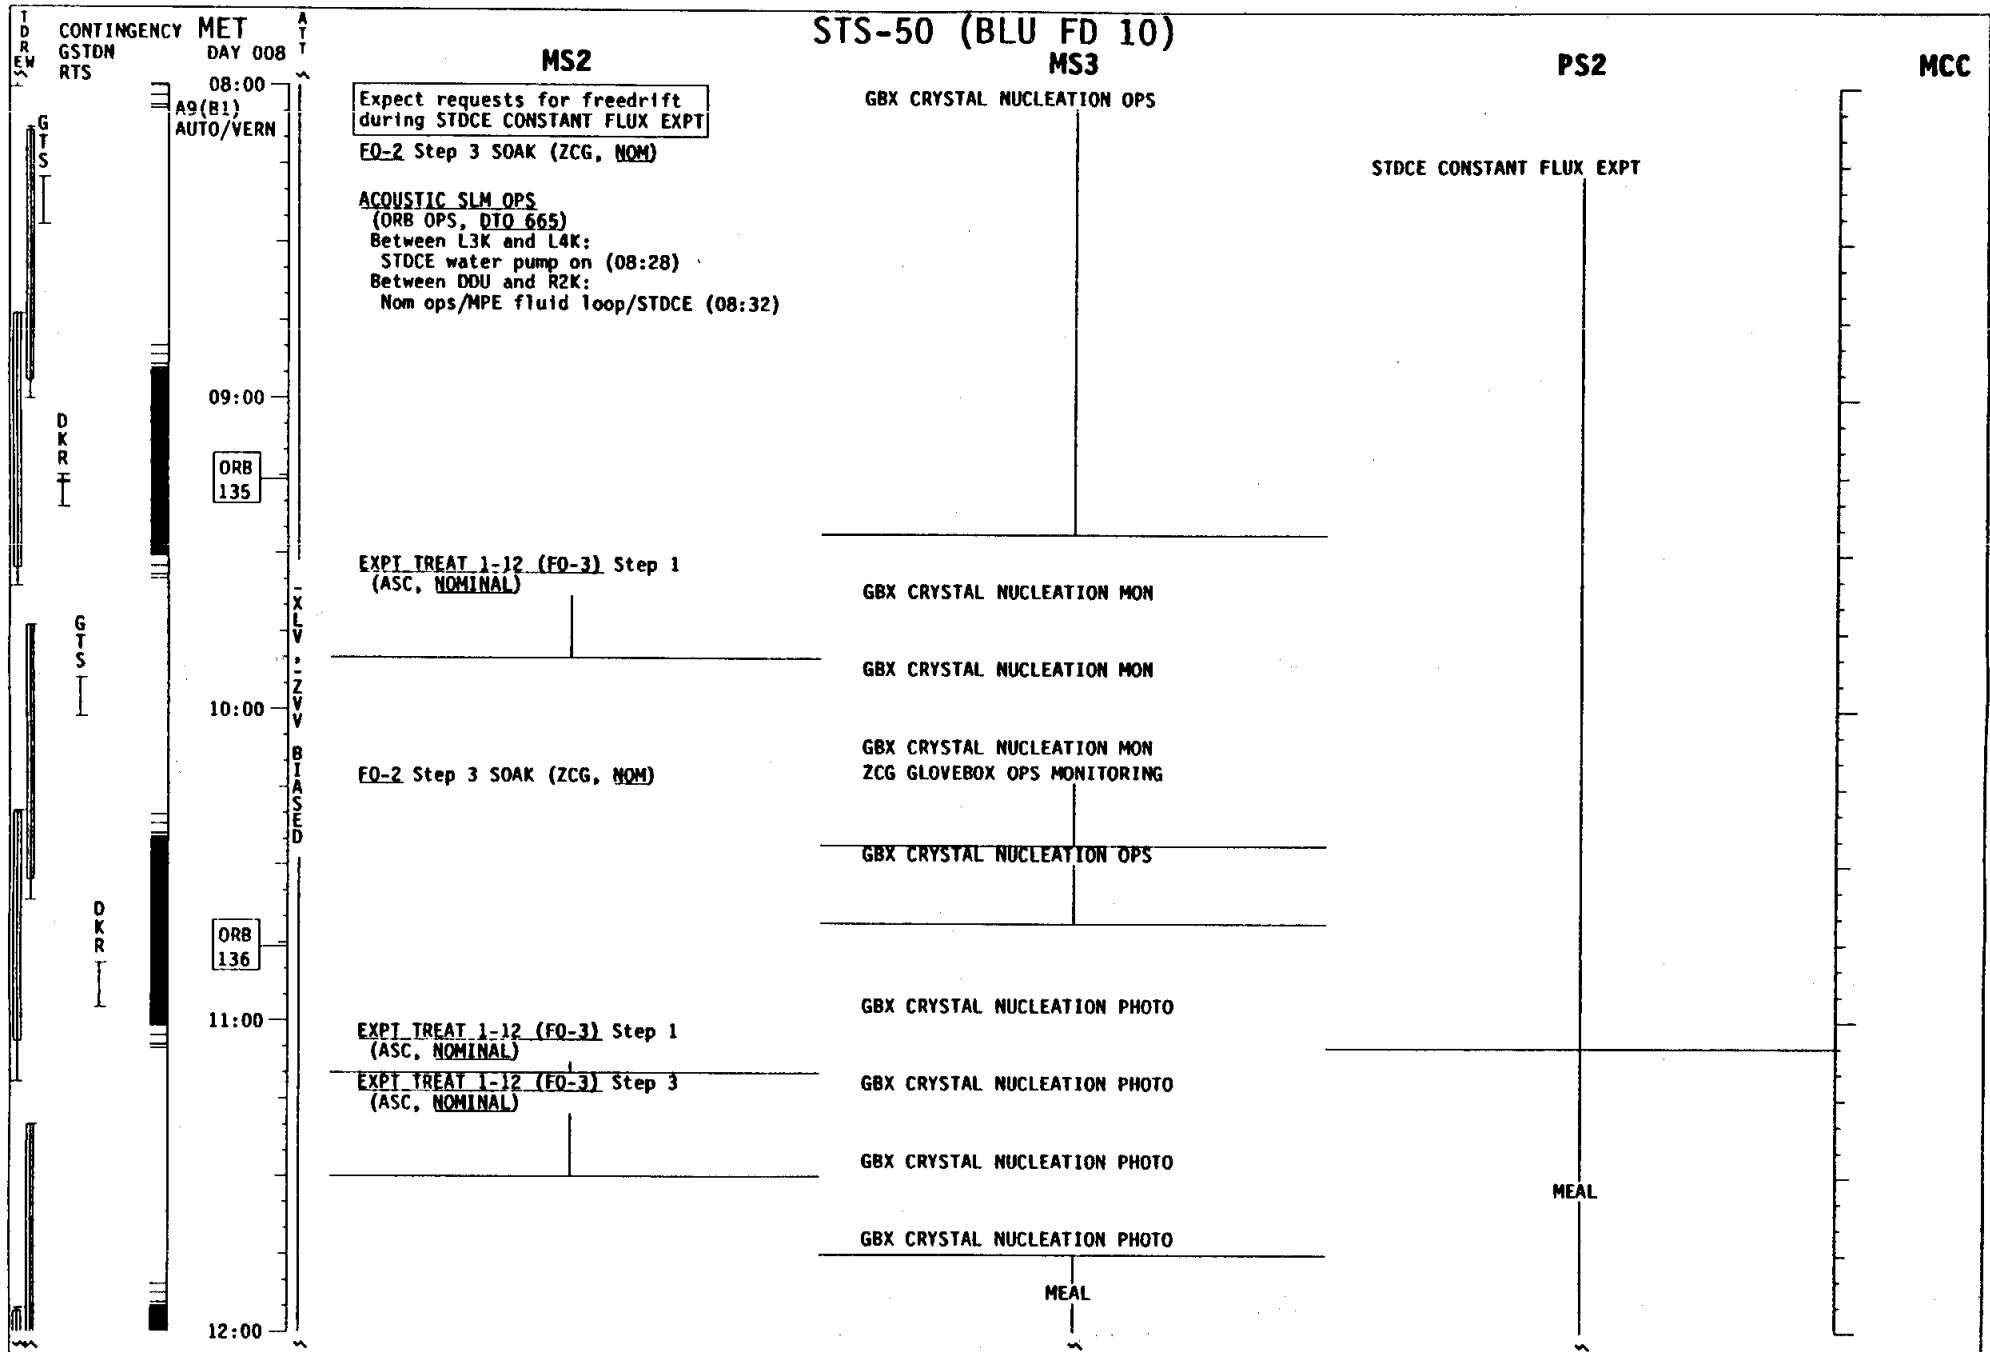 STS-50 (BLU FD 10)
TDRE W
CONTINGENCY
GSTDN
RTS
MET
DAY 008
ATT
MS2
MS3
PS2
MCC
08:00
A9(B1)
AUTO/VERN
GTS
Expect requests for freedrift
during STDCE CONSTANT FLUX EXPT
FO-2 Step 3 SOAK (ZCG, NOM)
ACOUSTIC SLM OPS
(ORB OPS, DTO 665)
Between L3K and L4K:
STDCE water pump on (08:28)
Between DDU and R2K:
Nom ops/MPE fluid loop/STDCE (08:32)
GBX CRYSTAL NUCLEATION OPS
STDCE CONSTANT FLUX EXPT
09:00
DKR
ORB
135
EXPT TREAT 1-12 (FO-3) Step 1
(ASC, NOMINAL)
GBX CRYSTAL NUCLEATION MON
-XLV,-ZVV BIASED
GTS
GBX CRYSTAL NUCLEATION MON
10:00
GBX CRYSTAL NUCLEATION MON
FO-2 Step 3 SOAK (ZCG, NOM)
ZCG GLOVEBOX OPS MONITORING
GBX CRYSTAL NUCLEATION OPS
DKR
ORB
136
GBX CRYSTAL NUCLEATION PHOTO
11:00
EXPT TREAT 1-12 (FO-3) Step 1
(ASC, NOMINAL)
EXPT TREAT 1-12 (FO-3) Step 3
(ASC, NOMINAL)
GBX CRYSTAL NUCLEATION PHOTO
GBX CRYSTAL NUCLEATION PHOTO
MEAL
GBX CRYSTAL NUCLEATION PHOTO
MEAL
12:00